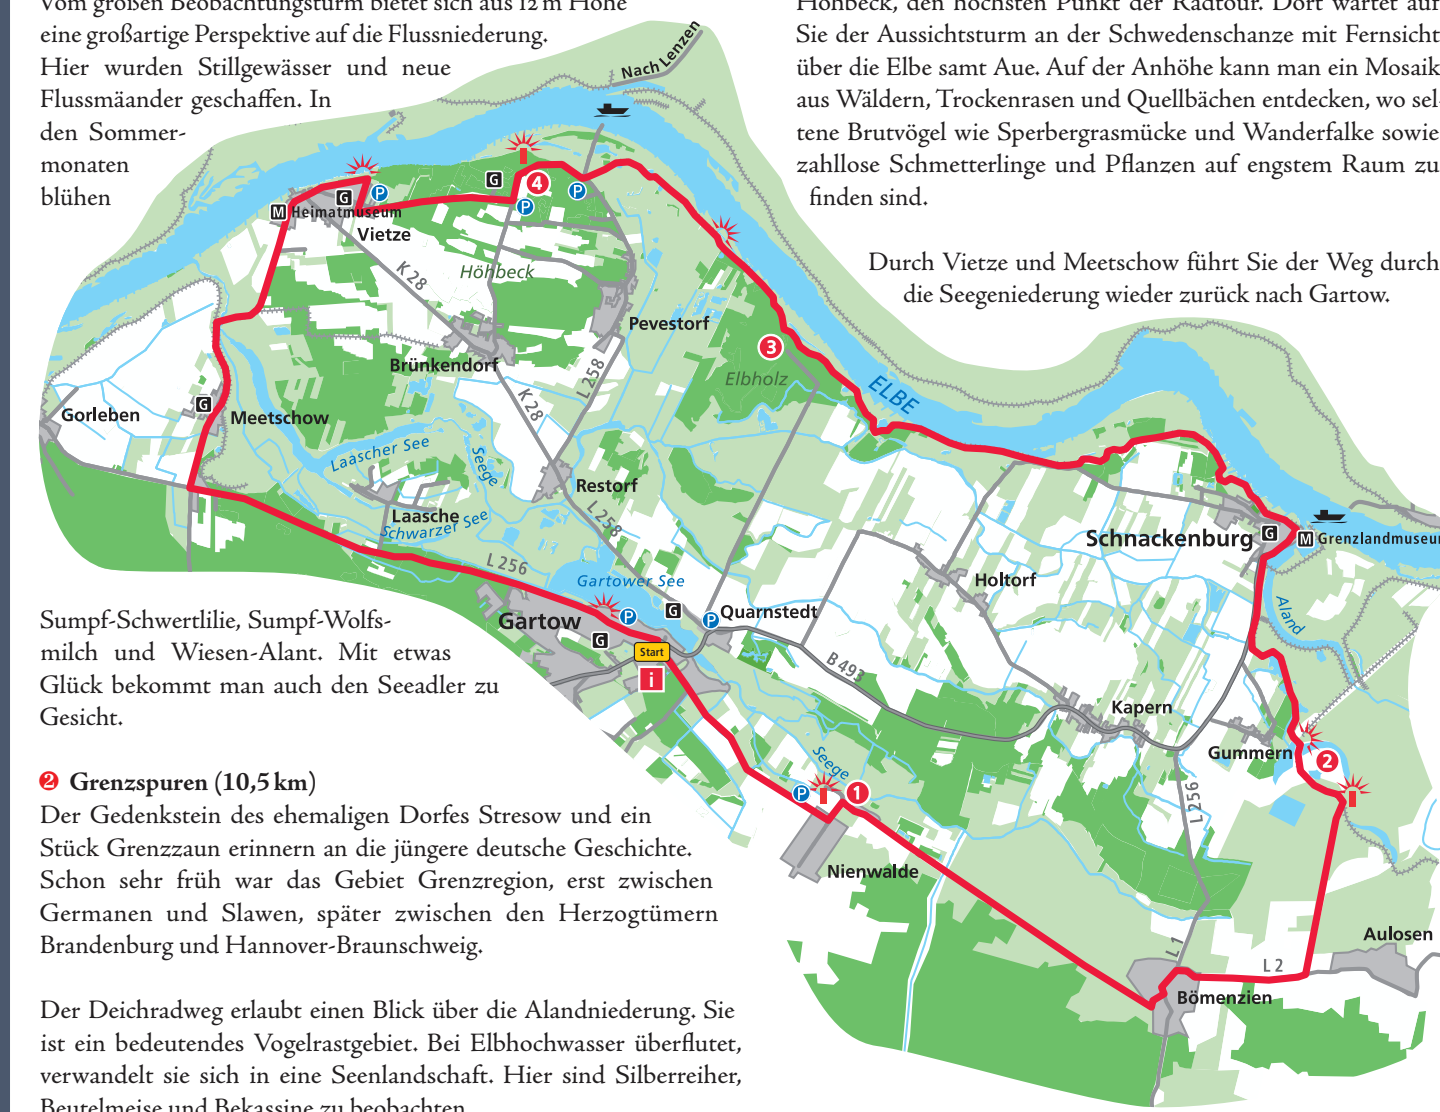 Vom großen Beobachtungsturm bietet sich aus 12 m Höhe
eine großartige Perspektive auf die Flussniederung.
Hier wurden Stillgewässer und neue
Flussmäander geschaffen. In
den Sommer-
monaten
blühen
Sumpf-Schwertlilie, Sumpf-Wolfs-
milch und Wiesen-Alant. Mit etwas
Glück bekommt man auch den Seeadler zu
Gesicht.
2 Grenzspuren (10,5 km)
Der Gedenkstein des ehemaligen Dorfes Stresow und ein
Stück Grenzzaun erinnern an die jüngere deutsche Geschichte.
Schon sehr früh war das Gebiet Grenzregion, erst zwischen
Germanen und Slawen, später zwischen den Herzogtümern
Brandenburg und Hannover-Braunschweig.
Der Deichradweg erlaubt einen Blick über die Alandniederung. Sie
ist ein bedeutendes Vogelrastgebiet. Bei Elbhochwasser überflutet,
verwandelt sie sich in eine Seenlandschaft. Hier sind Silberreiher,
Beutelmeise und Bekassine zu beobachten
Höhbeck, den höchsten Punkt der Radtour. Dort wartet auf
Sie der Aussichtsturm an der Schwedenschanze mit Fernsicht
über die Elbe samt Aue. Auf der Anhöhe kann man ein Mosaik
aus Wäldern, Trockenrasen und Quellbächen entdecken, wo sel-
tene Brutvögel wie Sperbergrasmücke und Wanderfalke sowie
zahllose Schmetterlinge und Pflanzen auf engstem Raum zu
finden sind.
Durch Vietze und Meetschow führt Sie der Weg durch
die Seegeniederung wieder zurück nach Gartow.
Nach Lenzen
G
4
P
P
G
P
M Heimatmuseum
Vietze
K 28
Höhbeck
Pevestorf
Brünkendorf
3
Elbholz
ELBE
L 258
K 28
G
Gorleben
Meetschow
Laascher See
Seege
Restorf
Laasche
Schwarzer See
L 258
L 256
Gartower See
Schnackenburg
G
M Grenzlandmuseum
Holtorf
Aland
Gartow
P
G
P
Quarnstedt
G
Start
i
B 493
Kapern
Gummern
2
Seege
P
1
L 256
Nienwalde
Aulosen
L 1
L 2
Bömenzien